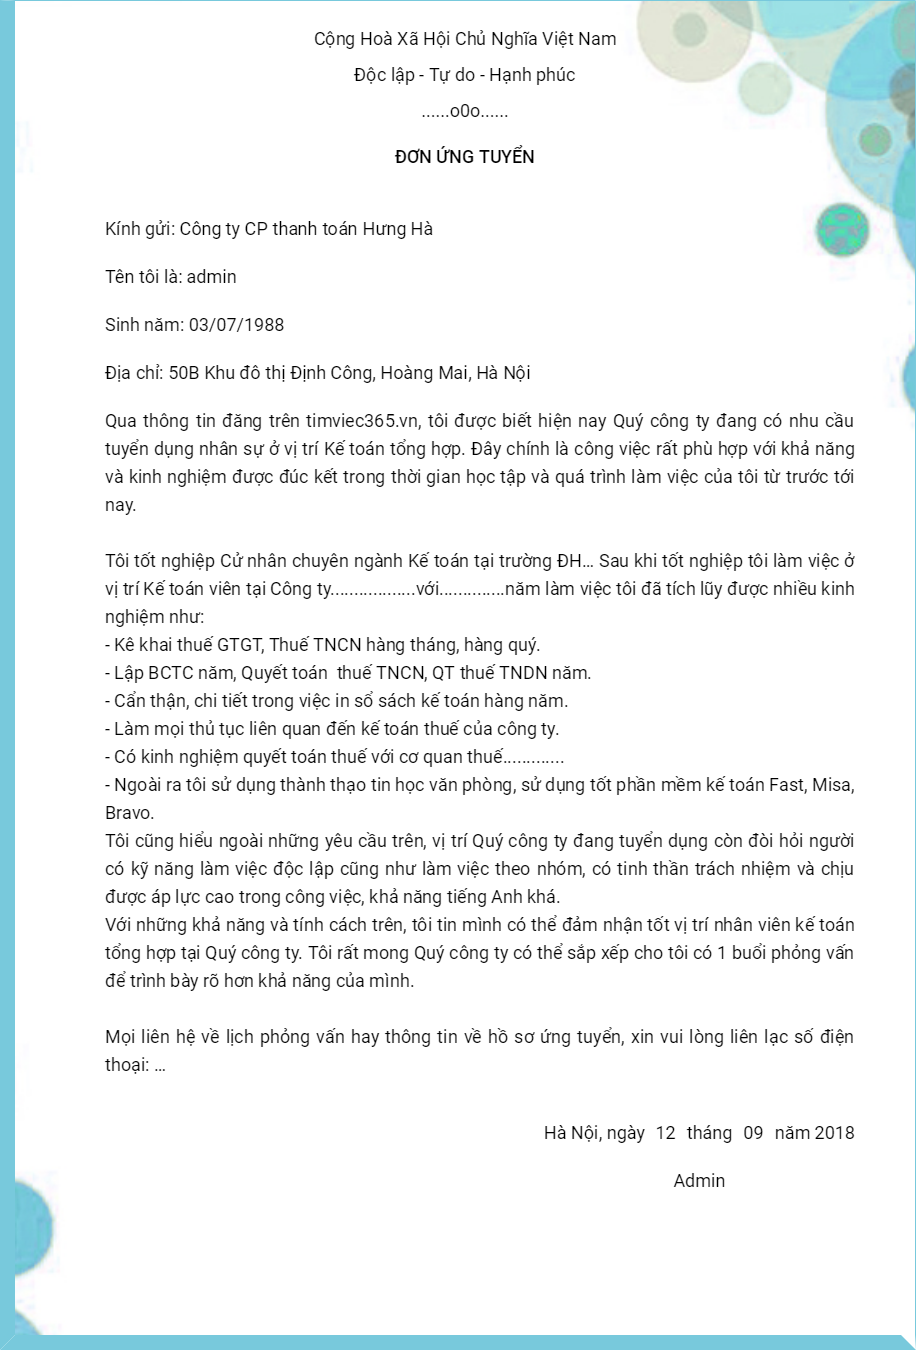 Cộng Hoà Xã Hội Chủ Nghĩa Việt Nam
Độc lập - Tự do - Hạnh phúc
......o0o......
ĐƠN ỨNG TUYỂN
Kính gửi: Công ty CP thanh toán Hưng Hà
Tên tôi là: admin
Sinh năm: 03/07/1988
Địa chỉ: 50B Khu đô thị Định Công, Hoàng Mai, Hà Nội
Qua thông tin đăng trên timviec365.vn, tôi được biết hiện nay Quý công ty đang có nhu cầu
tuyển dụng nhân sự ở vị trí Kế toán tổng hợp. Đây chính là công việc rất phù hợp với khả năng
và kinh nghiệm được đúc kết trong thời gian học tập và quá trình làm việc của tôi từ trước tới
nay.
Tôi tốt nghiệp Cử nhân chuyên ngành Kế toán tại trường ĐH... Sau khi tốt nghiệp tôi làm việc ở
vị trí Kế toán viên tại Công ty..................với..............năm làm việc tôi đã tích lũy được nhiều kinh
nghiệm như:
- Kê khai thuế GTGT, Thuế TNCN hàng tháng, hàng quý.
- Lập BCTC năm, Quyết toán  thuế TNCN, QT thuế TNDN năm.
- Cẩn thận, chi tiết trong việc in sổ sách kế toán hàng năm.
- Làm mọi thủ tục liên quan đến kế toán thuế của công ty.
- Có kinh nghiệm quyết toán thuế với cơ quan thuế.............
- Ngoài ra tôi sử dụng thành thạo tin học văn phòng, sử dụng tốt phần mềm kế toán Fast, Misa,
Bravo.
Tôi cũng hiểu ngoài những yêu cầu trên, vị trí Quý công ty đang tuyển dụng còn đòi hỏi người
có kỹ năng làm việc độc lập cũng như làm việc theo nhóm, có tinh thần trách nhiệm và chịu
được áp lực cao trong công việc, khả năng tiếng Anh khá.
Với những khả năng và tính cách trên, tôi tin mình có thể đảm nhận tốt vị trí nhân viên kế toán
tổng hợp tại Quý công ty. Tôi rất mong Quý công ty có thể sắp xếp cho tôi có 1 buổi phỏng vấn
để trình bày rõ hơn khả năng của mình.
Mọi liên hệ về lịch phỏng vấn hay thông tin về hồ sơ ứng tuyển, xin vui lòng liên lạc số điện
thoại: ...
Hà Nội, ngày  12  tháng  09  năm 2018
Admin